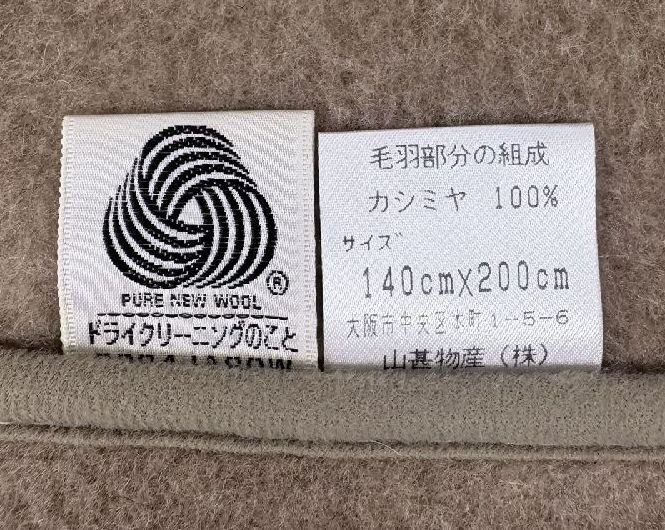 PURE NEW WOOL
®
ドライクリーニングのこと
毛羽部分の組成
カシミヤ 100%
サイズ
140cmX200cm
大阪市中央区本町1-5-6
山甚物産(株)